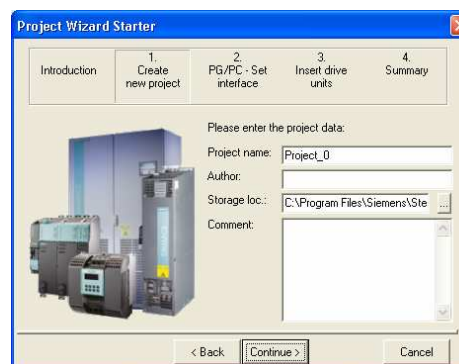 Project Wizard Starter
Introduction
1.
Create
new project
2.
PG/PC - Set
interface
3.
Insert drive
units
4.
Summary
Please enter the project data:
Project name: Project_0
Author:
Storage loc.: C:\Program Files\Siemens\Ste ...
Comment:
< Back Continue > Cancel